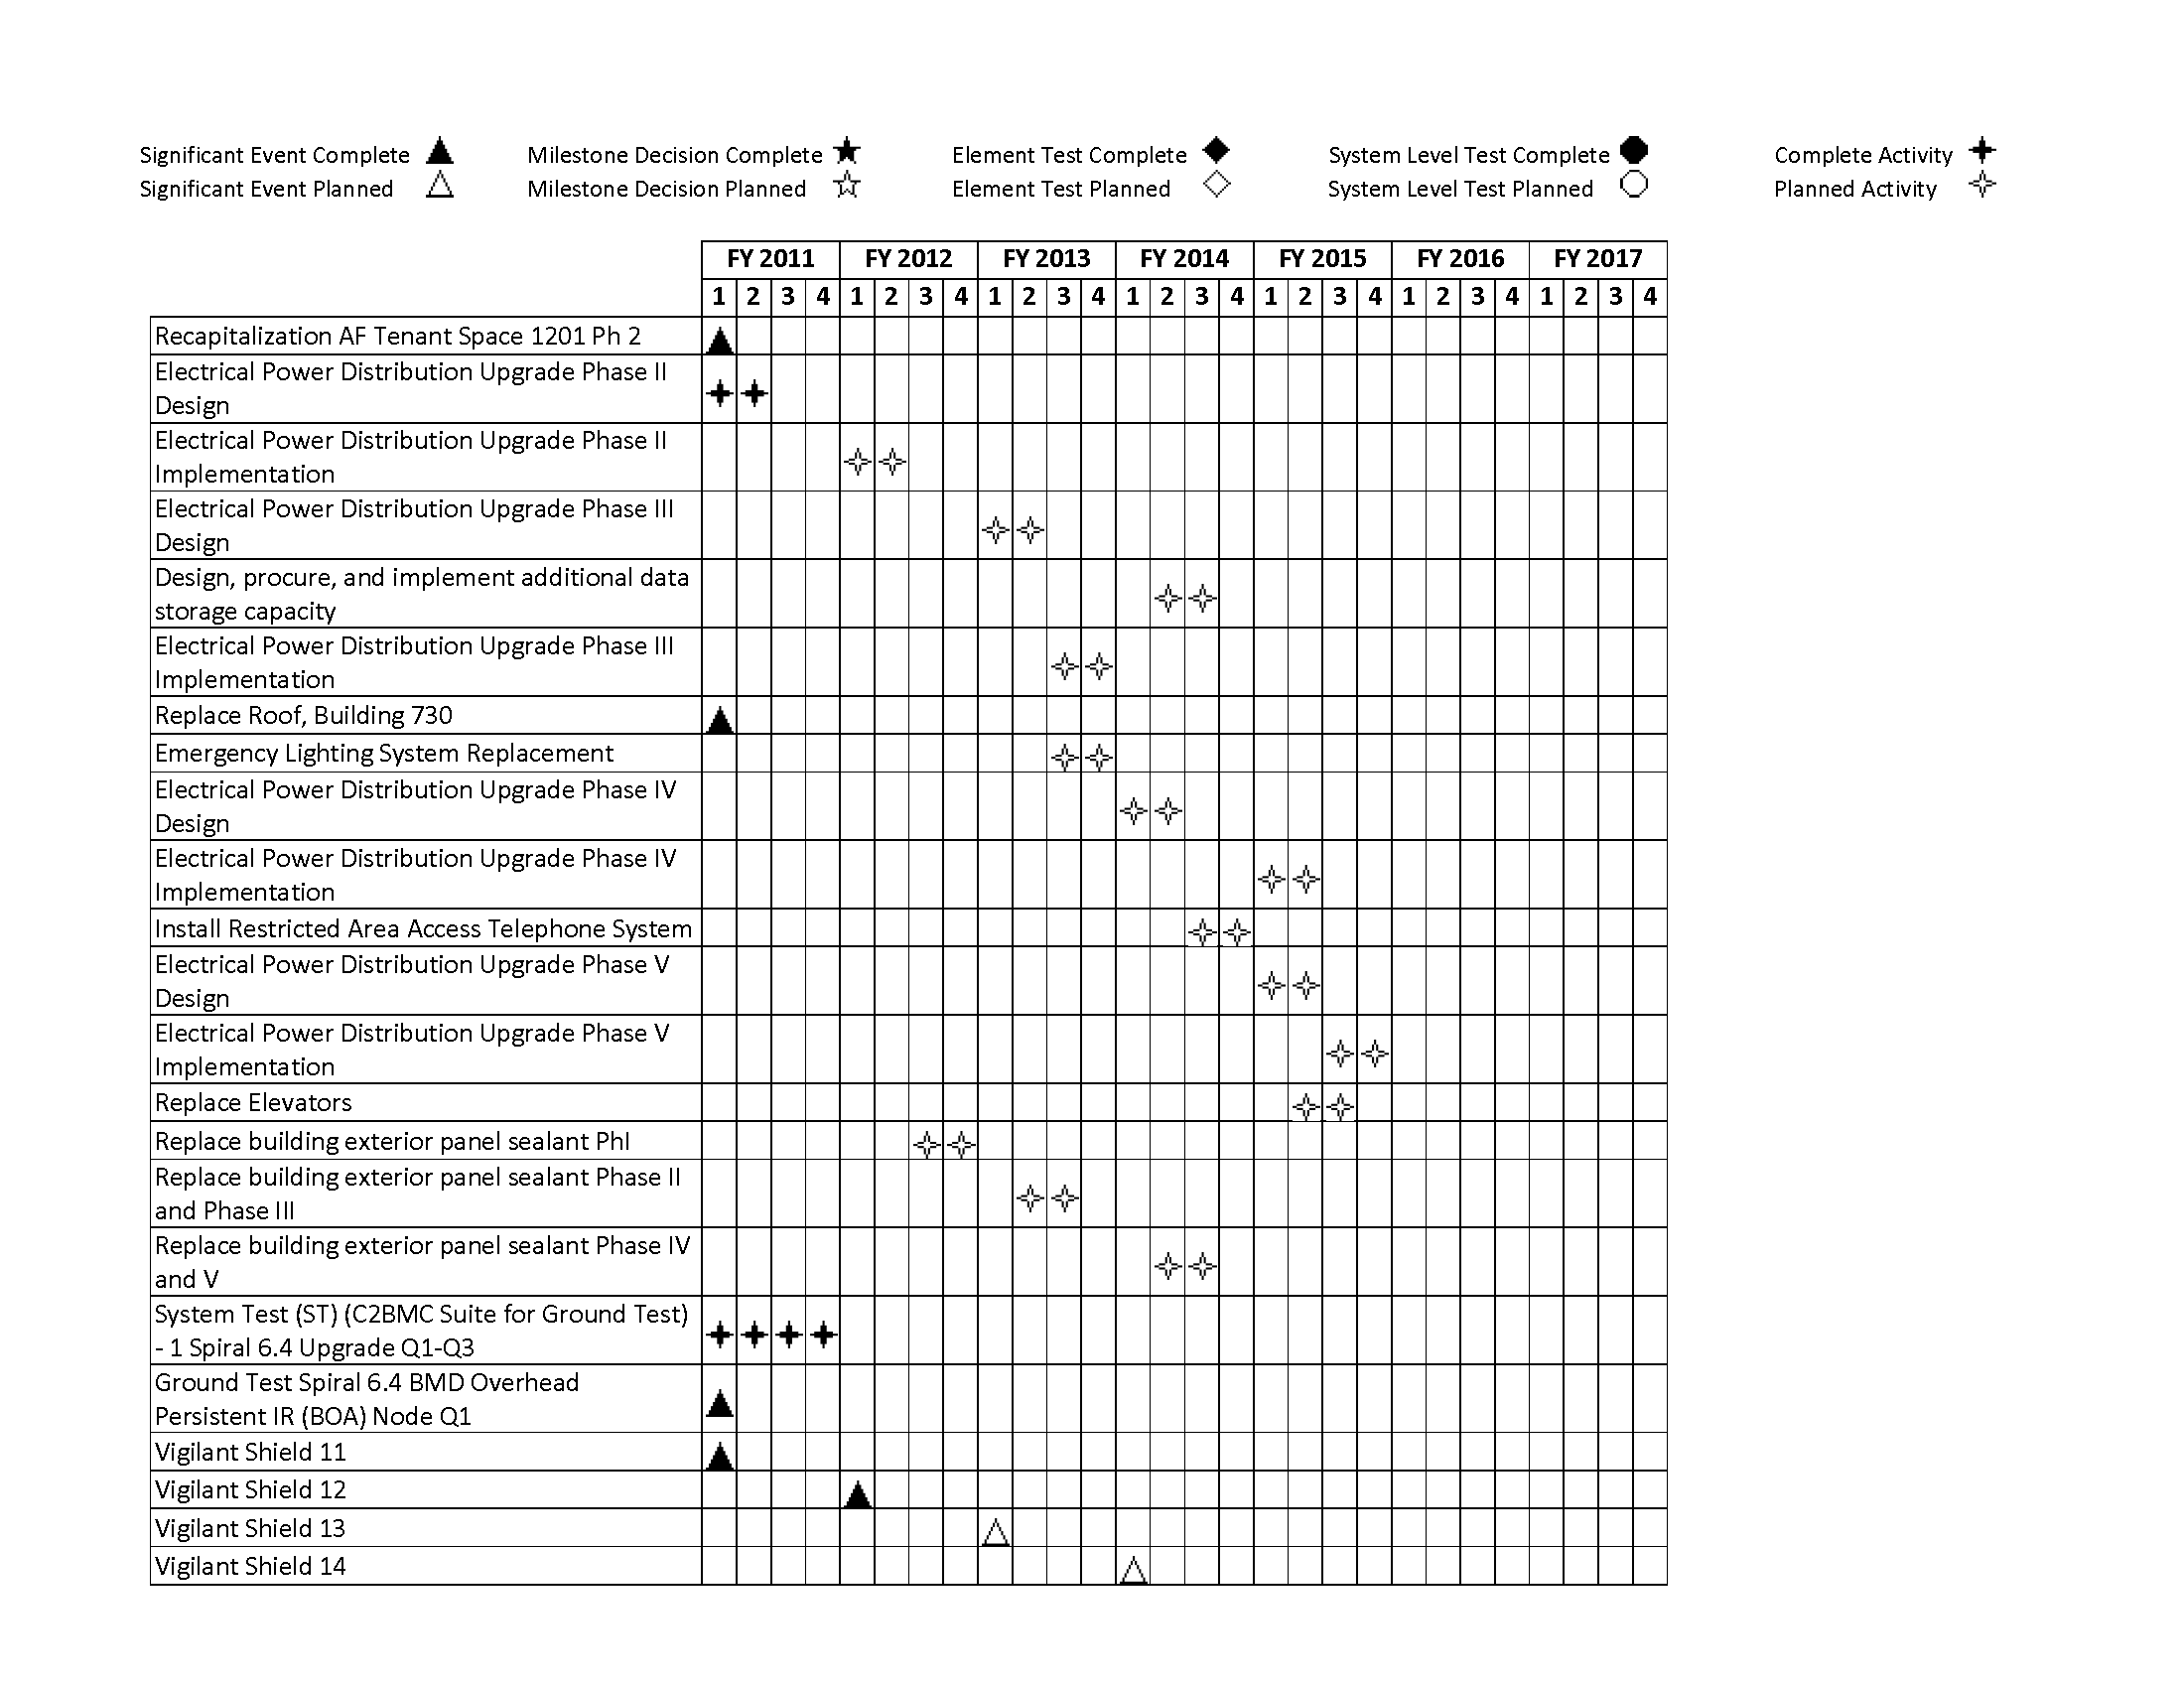 Significant Event Complete Milestone Decision Complete Element Test Complete System Level Test Complete Complete Activity
Significant Event Planned Milestone Decision Planned Element Test Planned System Level Test Planned Planned Activity
FY 2011 FY 2012 FY 2013 FY 2014 FY 2015 FY 2016 FY 2017
1 2 3 4 1 2 3 4 1 2 3 4 1 2 3 4 1 2 3 4 1 2 3 4 1 2 3 4
Recapitalization AF Tenant Space 1201 Ph 2
Electrical Power Distribution Upgrade Phase II
Design
Electrical Power Distribution Upgrade Phase II
Implementation
Electrical Power Distribution Upgrade Phase III
Design
Design, procure, and implement additional data
storage capacity
Electrical Power Distribution Upgrade Phase III
Implementation
Replace Roof, Building 730
Emergency Lighting System Replacement
Electrical Power Distribution Upgrade Phase IV
Design
Electrical Power Distribution Upgrade Phase IV
Implementation
Install Restricted Area Access Telephone System
Electrical Power Distribution Upgrade Phase V
Design
Electrical Power Distribution Upgrade Phase V
Implementation
Replace Elevators
Replace building exterior panel sealant PhI
Replace building exterior panel sealant Phase II
and Phase III
Replace building exterior panel sealant Phase IV
and V
System Test (ST) (C2BMC Suite for Ground Test)
- 1 Spiral 6.4 Upgrade Q1-Q3
Ground Test Spiral 6.4 BMD Overhead
Persistent IR (BOA) Node Q1
Vigilant Shield 11
Vigilant Shield 12
Vigilant Shield 13
Vigilant Shield 14